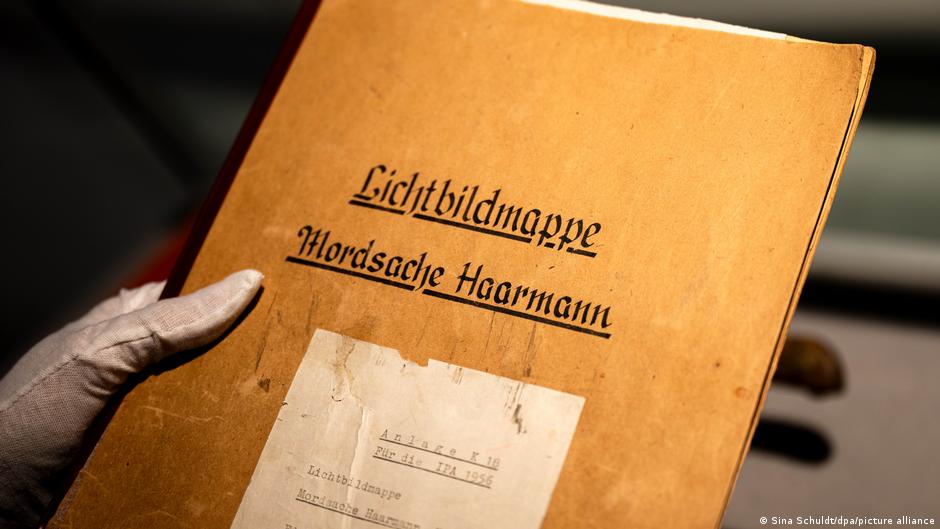 Lichtbildmappe
Mordsache Haarmann
Anlage K 18
Für die IPA 1956
Lichtbildmappe
Mordsache Haarmann
© Sina Schuldt/dpa/picture alliance